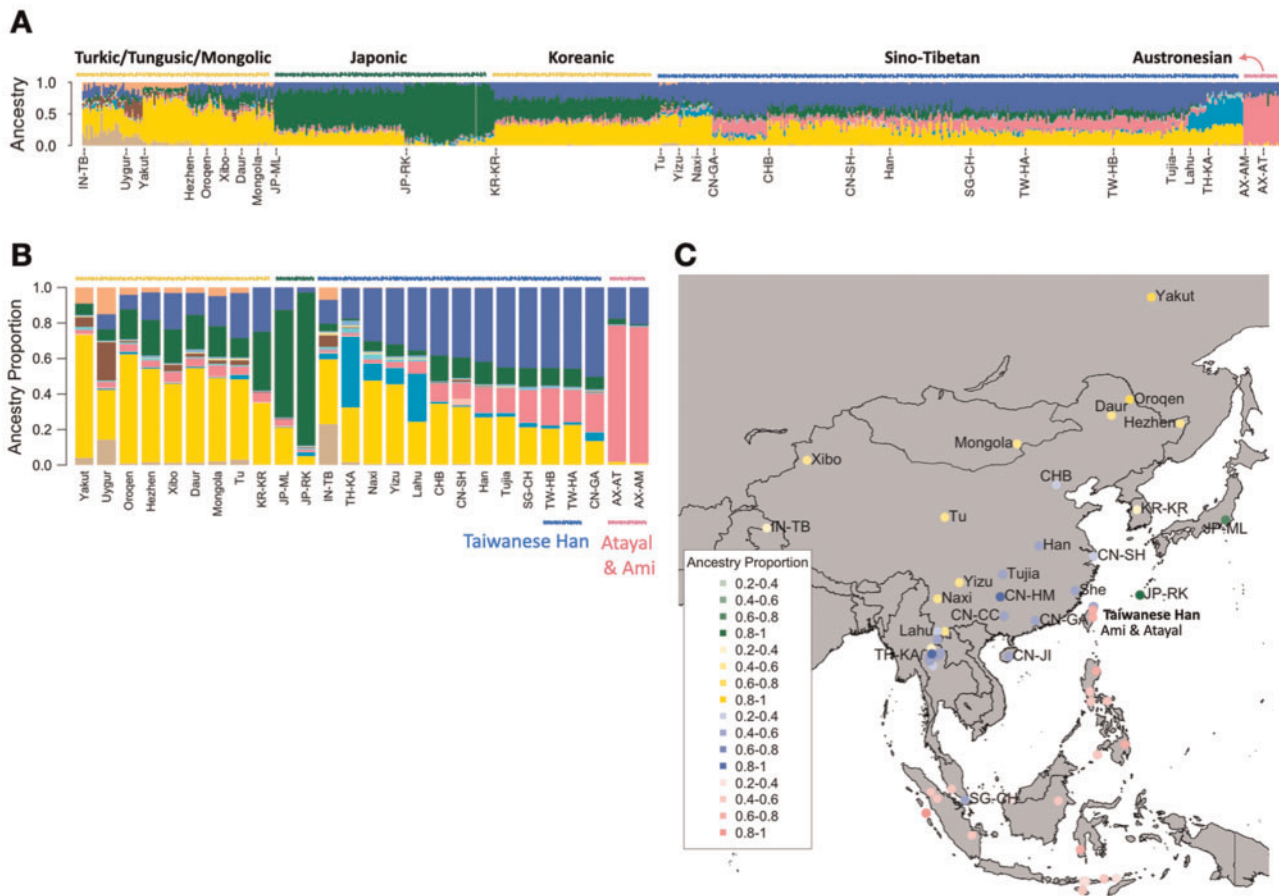 A
Turkic/Tungusic/Mongolic
Japonic
Koreanic
Sino-Tibetan
Austronesian
Ancestry
1.0
0.5
0.0
IN-TB
Uygur
Yakut
Hezhen
Oroqen
Xibo
Daur
Mongola
JP-ML
JP-RK
KR-KR
Tu
Yizu
Naxi
CN-GA
CHB
CN-SH
Han
SG-CH
TW-HA
TW-HB
Tujia
Lahu
TH-KA
AX-AM
AX-AT
B
Ancestry Proportion
1.0
0.8
0.6
0.4
0.2
0.0
Yakut
Uygur
Oroqen
Hezhen
Xibo
Daur
Mongola
Tu
KR-KR
JP-ML
JP-RK
IN-TB
TH-KA
Naxi
Yizu
Lahu
CHB
CN-SH
Han
Tujia
SG-CH
TW-HB
TW-HA
CN-GA
AX-AT
AX-AM
Taiwanese Han
Atayal
& Ami
C
Yakut
Oroqen
Daur
Hezhen
Mongola
Xibo
CHB
KR-KR
JP-ML
IN-TB
Tu
Han
CN-SH
Tujia
Yizu
CN-HM
She
JP-RK
Naxi
CN-CC
CN-GA
Taiwanese Han
Ami & Atayal
Lahu
TH-KA
CN-JI
SG-CH
Ancestry Proportion
0.2-0.4
0.4-0.6
0.6-0.8
0.8-1
0.2-0.4
0.4-0.6
0.6-0.8
0.8-1
0.2-0.4
0.4-0.6
0.6-0.8
0.8-1
0.2-0.4
0.4-0.6
0.6-0.8
0.8-1